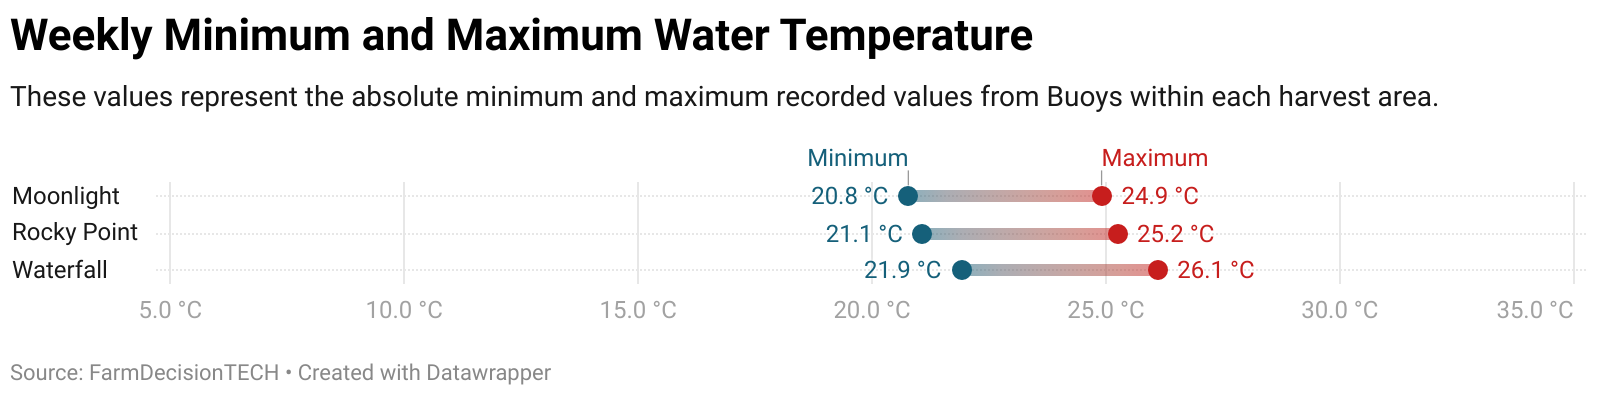 Weekly Minimum and Maximum Water Temperature
These values represent the absolute minimum and maximum recorded values from Buoys within each harvest area.
Minimum Maximum
Moonlight 20.8 °C 24.9 °C
Rocky Point 21.1 °C 25.2 °C
Waterfall 21.9 °C 26.1 °C
5.0 °C 10.0 °C 15.0 °C 20.0 °C 25.0 °C 30.0 °C 35.0 °C
Source: FarmDecisionTECH • Created with Datawrapper